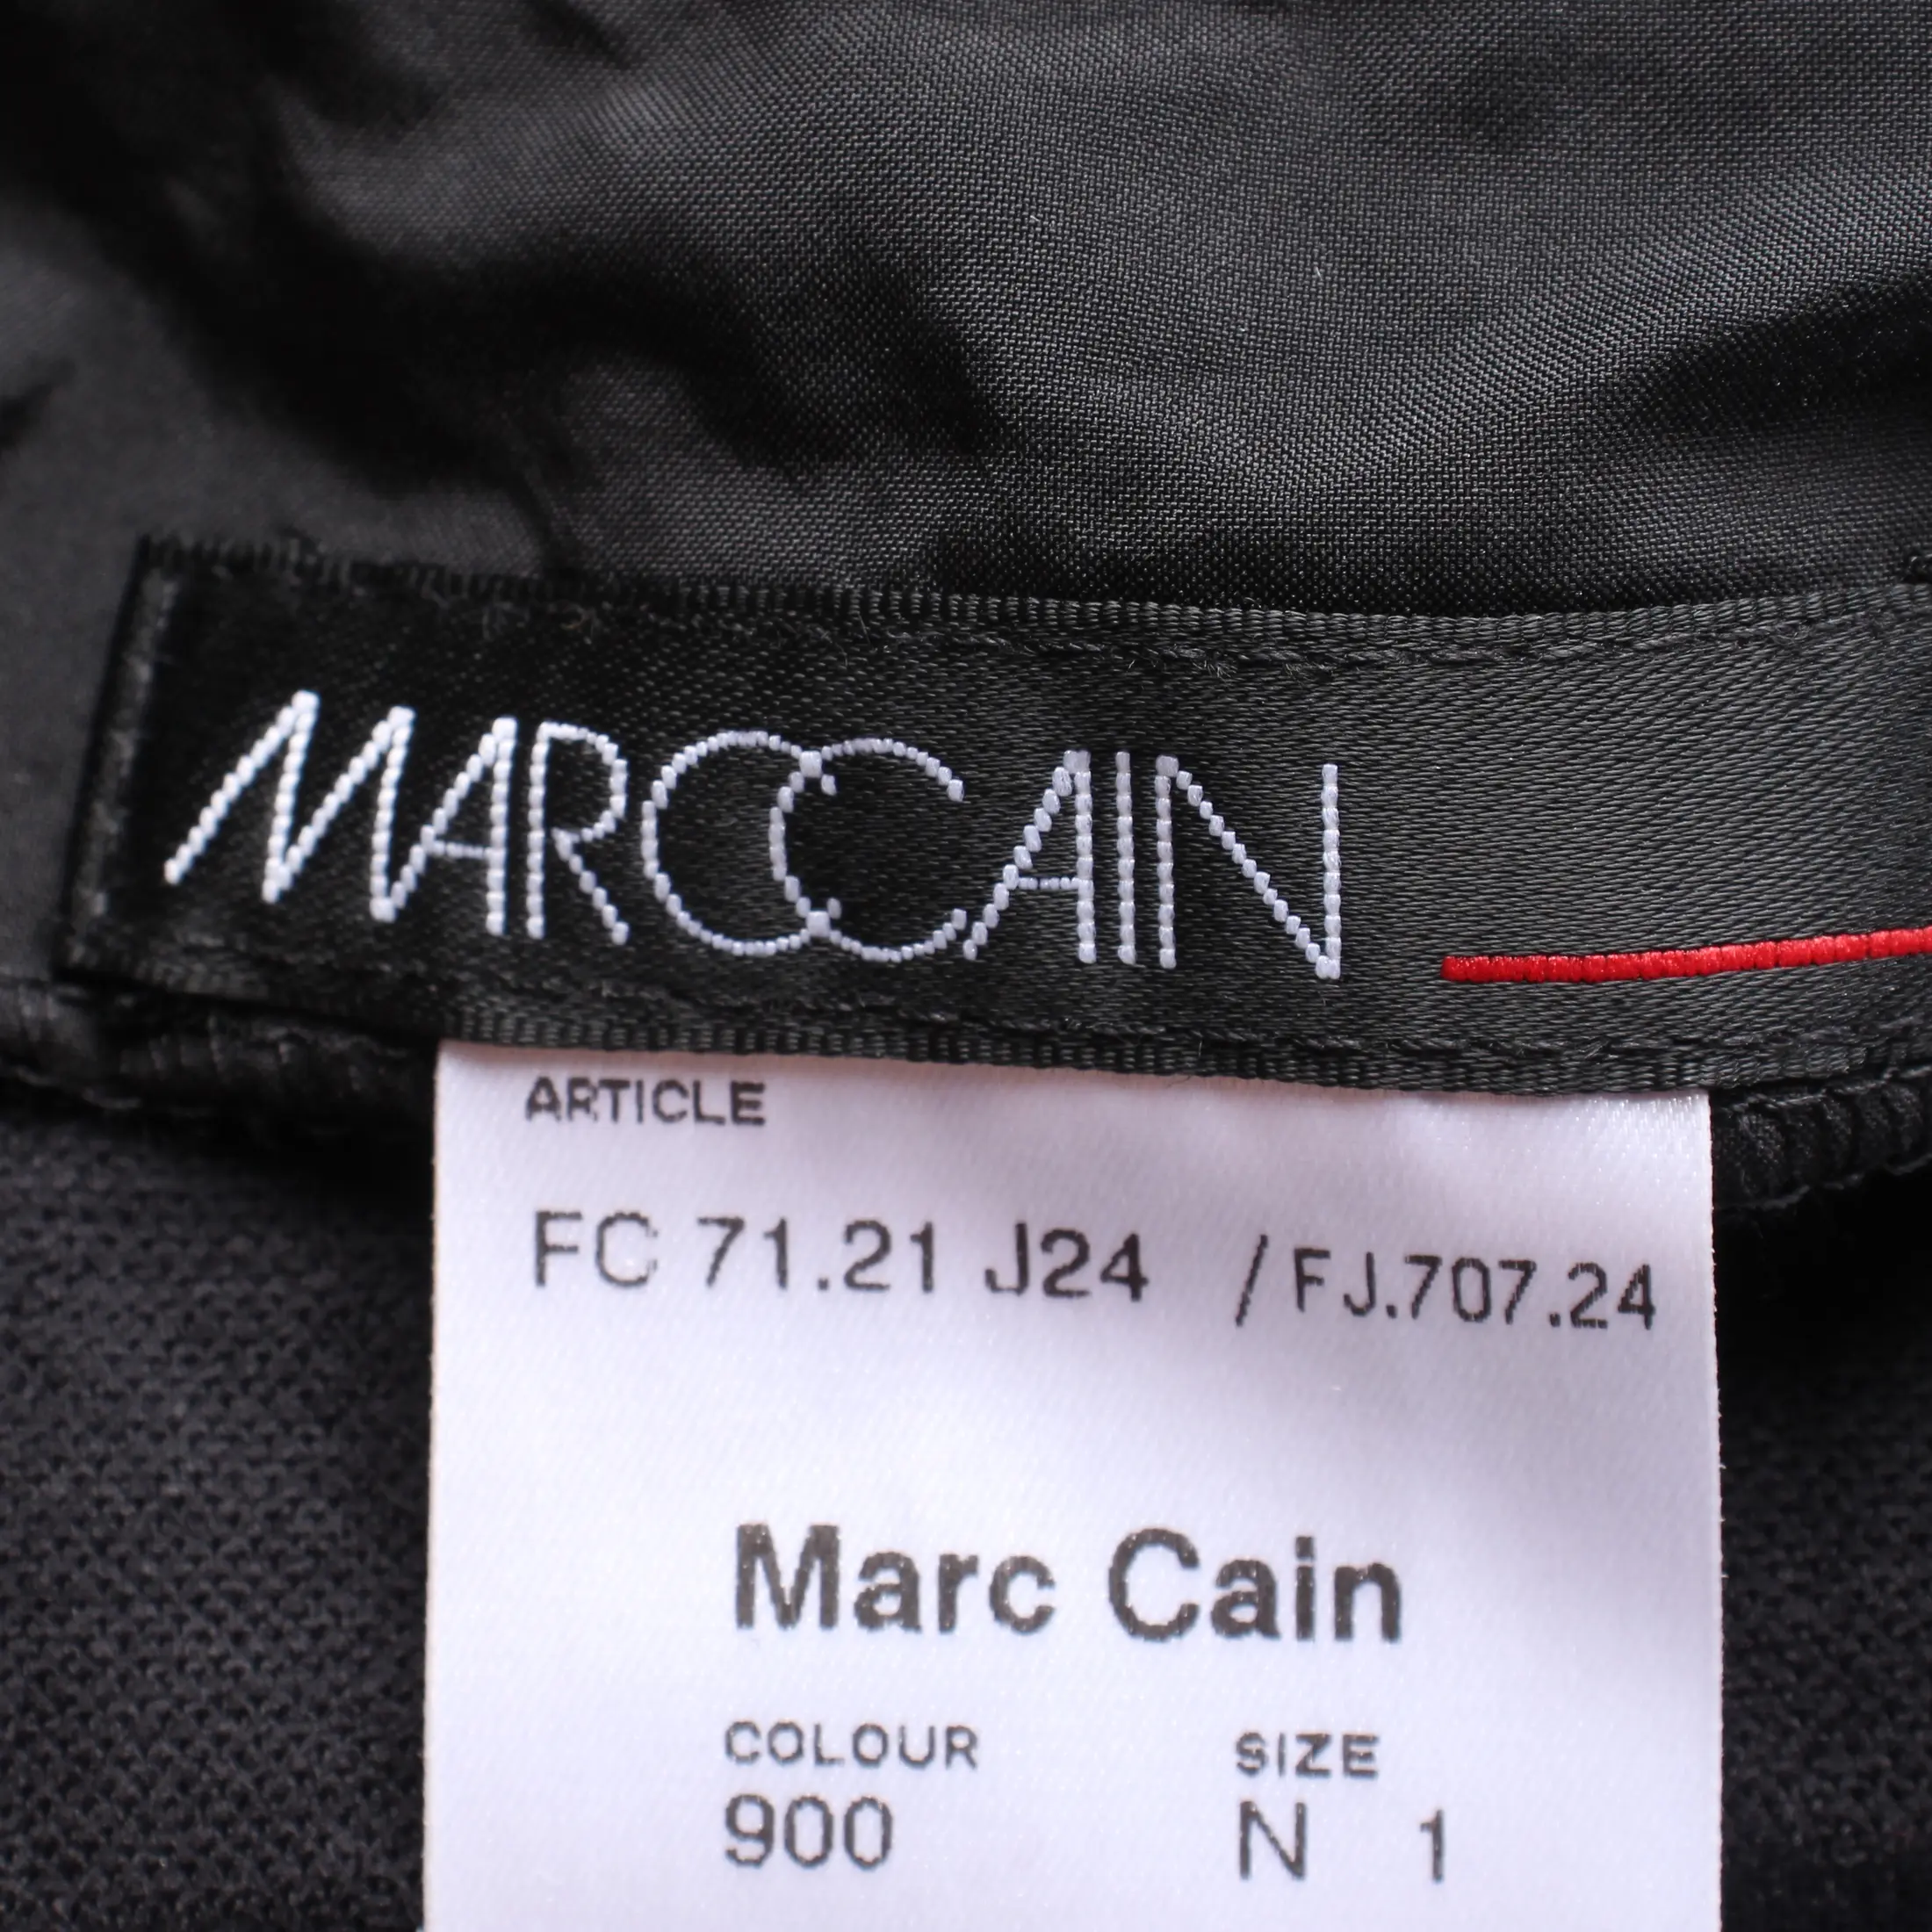 MARCCAIN
ARTICLE
FC 71.21 J24 / FJ.707.24
Marc Cain
COLOUR SIZE
900 N 1